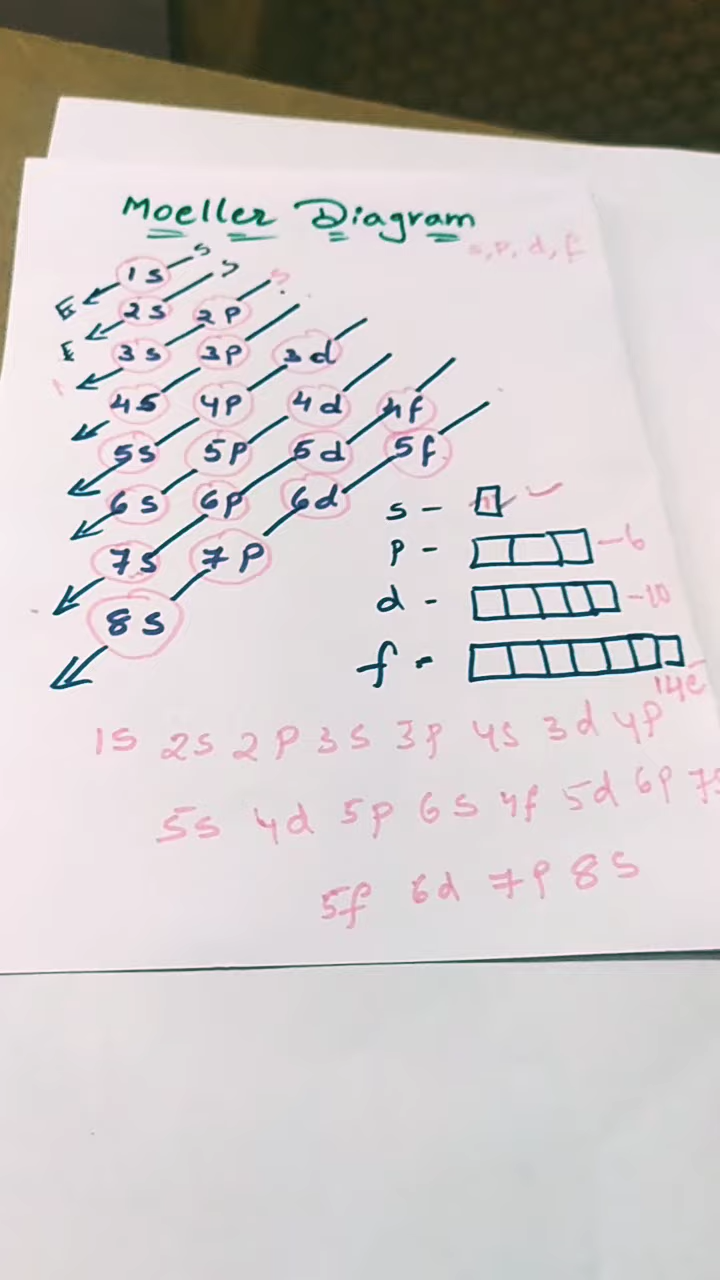 Moeller Diagram
s, p, d, f
1s s
2s 2p
3s 3p 3d
4s 4p 4d 4f
5s 5p 5d 5f
6s 6p 6d
7s 7p
8s
s -
p - - 6
d - - 10
f - 14e
1s 2s 2p 3s 3p 4s 3d 4p
5s 4d 5p 6s 4f 5d 6p 7s
5f 6d 7p 8s